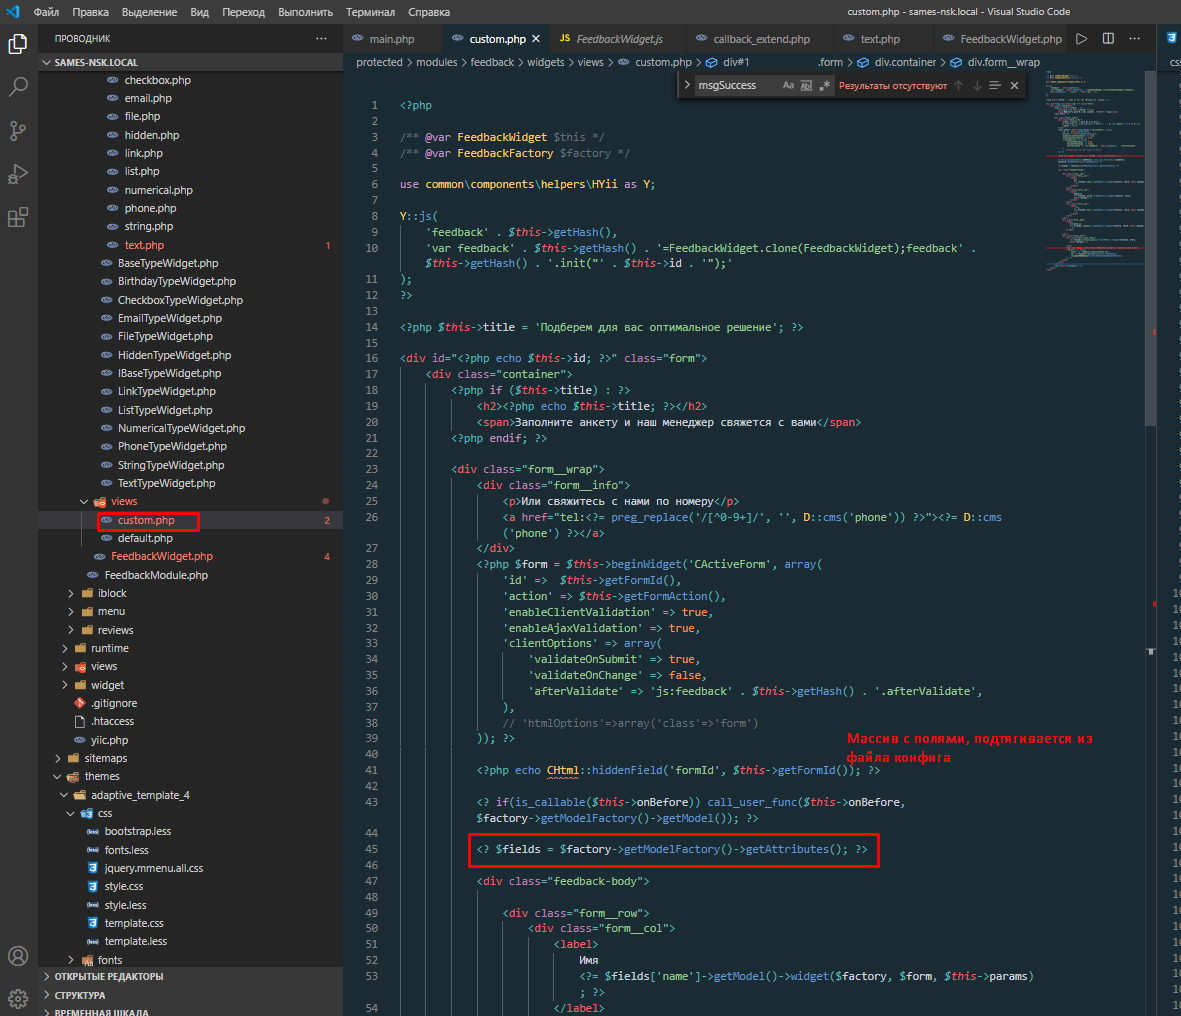 Файл Правка Выделение Вид Переход Выполнить Терминал Справка custom.php - sames-nsk.local - Visual Studio Code
ПРОВОДНИК
SAMES-NSK.LOCAL
checkbox.php
email.php
file.php
hidden.php
link.php
list.php
numerical.php
phone.php
string.php
text.php 1
BaseTypeWidget.php
BirthdayTypeWidget.php
CheckboxTypeWidget.php
EmailTypeWidget.php
FileTypeWidget.php
HiddenTypeWidget.php
IBaseTypeWidget.php
LinkTypeWidget.php
ListTypeWidget.php
NumericalTypeWidget.php
PhoneTypeWidget.php
StringTypeWidget.php
TextTypeWidget.php
views
custom.php 2
default.php
FeedbackWidget.php 4
FeedbackModule.php
iblock
menu
reviews
runtime
views
widget
.gitignore
.htaccess
yiic.php
sitemaps
themes
adaptive_template_4
css
bootstrap.less
fonts.less
jquery.mmenu.all.css
style.css
style.less
template.css
template.less
fonts
ОТКРЫТЫЕ РЕДАКТОРЫ
СТРУКТУРА
ВРЕМЕННАЯ ШКАЛА
main.php custom.php JS FeedbackWidget.js callback_extend.php text.php FeedbackWidget.php
protected > modules > feedback > widgets > views > custom.php > div#1 .form > div.container > div.form__wrap
msgSuccess Aa Результаты отсутствуют
1 <?php
2
3 /** @var FeedbackWidget $this */
4 /** @var FeedbackFactory $factory */
5
6 use common\components\helpers\HYii as Y;
7
8 Y::js(
9 'feedback' . $this->getHash(),
10 'var feedback' . $this->getHash() . '=FeedbackWidget.clone(FeedbackWidget);feedback' .
$this->getHash() . '.init("' . $this->id . '");'
11 );
12 ?>
13
14 <?php $this->title = 'Подберем для вас оптимальное решение'; ?>
15
16 <div id="<?php echo $this->id; ?>" class="form">
17 <div class="container">
18 <?php if ($this->title) : ?>
19 <h2><?php echo $this->title; ?></h2>
20 <span>Заполните анкету и наш менеджер свяжется с вами</span>
21 <?php endif; ?>
22
23 <div class="form__wrap">
24 <div class="form__info">
25 <p>Или свяжитесь с нами по номеру</p>
26 <a href="tel:<?= preg_replace('/[^0-9+]/', '', D::cms('phone')) ?>"><?= D::cms
('phone') ?></a>
27 </div>
28 <?php $form = $this->beginWidget('CActiveForm', array(
29 'id' => $this->getFormId(),
30 'action' => $this->getFormAction(),
31 'enableClientValidation' => true,
32 'enableAjaxValidation' => true,
33 'clientOptions' => array(
34 'validateOnSubmit' => true,
35 'validateOnChange' => false,
36 'afterValidate' => 'js:feedback' . $this->getHash() . '.afterValidate',
37 ),
38 // 'htmlOptions'=>array('class'=>'form')
39 )); ?>
Массив с полями, подтягивается из
файла конфига
40
41 <?php echo CHtml::hiddenField('formId', $this->getFormId()); ?>
42
43 <? if(is_callable($this->onBefore)) call_user_func($this->onBefore,
$factory->getModelFactory()->getModel()); ?>
44
45 <? $fields = $factory->getModelFactory()->getAttributes(); ?>
46
47 <div class="feedback-body">
48
49 <div class="form__row">
50 <div class="form__col">
51 <label>
52 Имя
53 <?= $fields['name']->getModel()->widget($factory, $form, $this->params)
; ?>
54 </label>